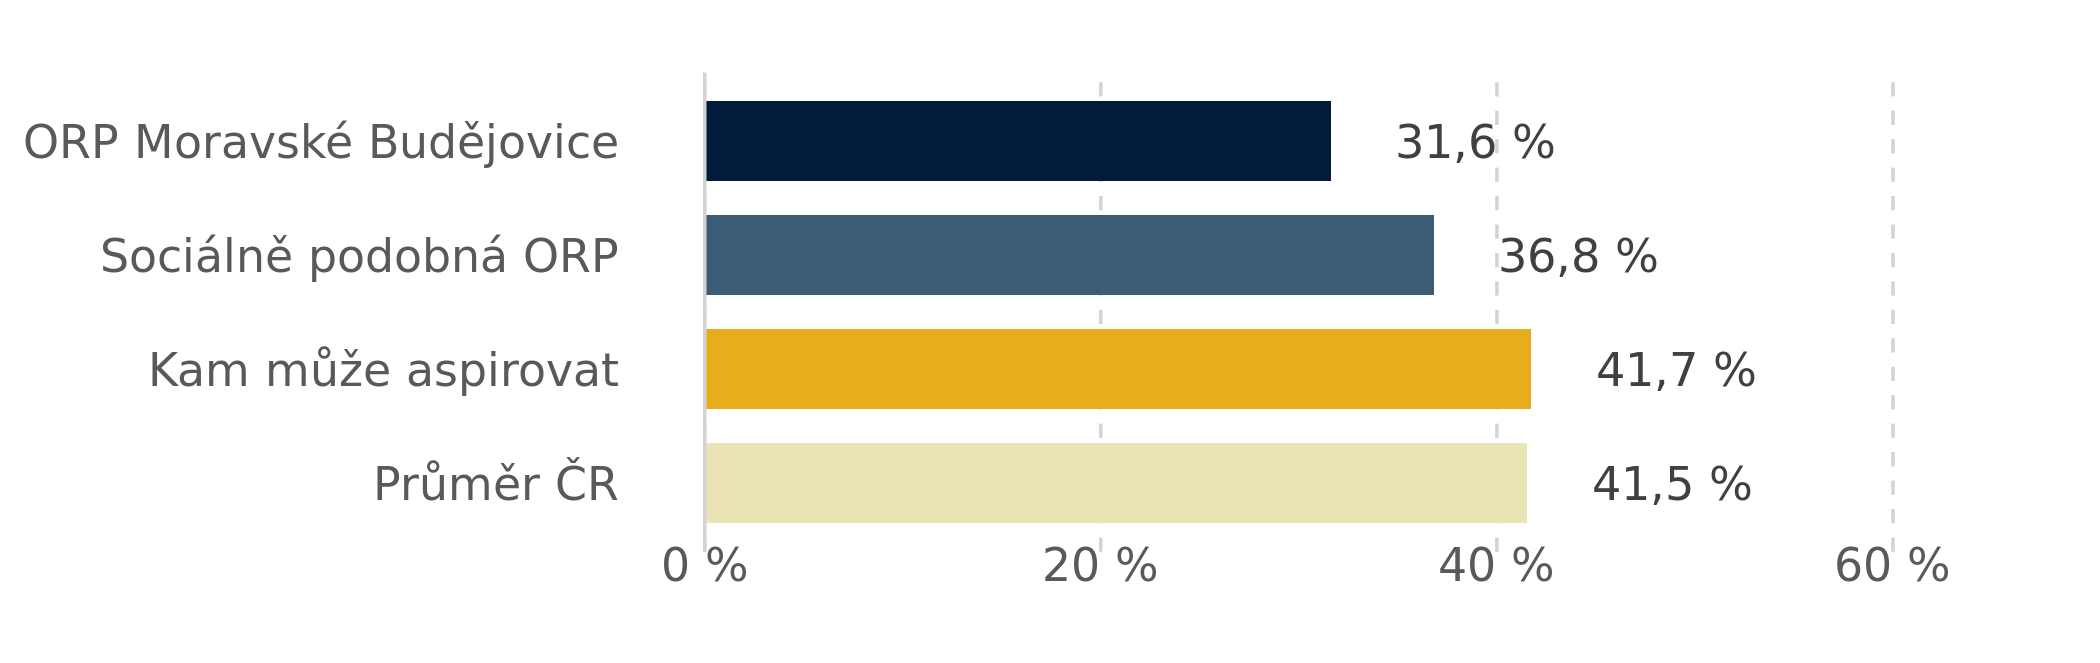 ORP Moravské Budějovice 31,6 %
Sociálně podobná ORP 36,8 %
Kam může aspirovat 41,7 %
Průměr ČR 41,5 %
0 % 20 % 40 % 60 %